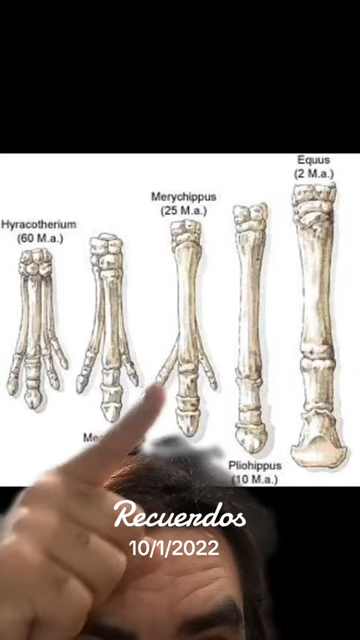 Equus
(2 M.a.)
Merychippus
(25 M.a.)
Hyracotherium
(60 M.a.)
Pliohippus
(10 M.a.)
Recuerdos
10/1/2022